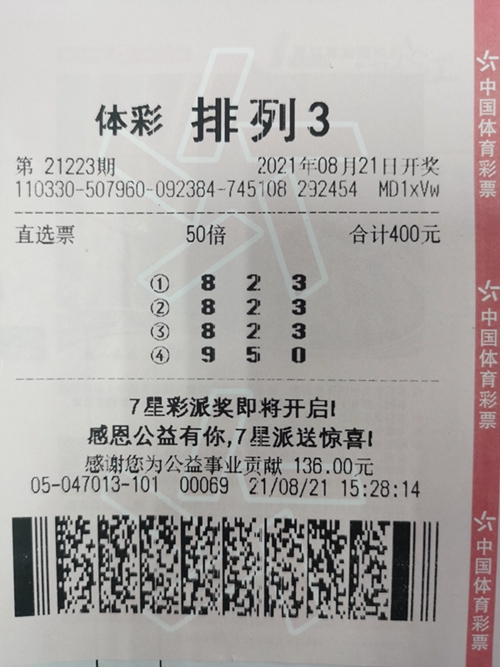 体彩 排列3
第 21223期 2021年08月21日开奖
110330-507960-092384-745108 292454 MD1xVw
直选票 50倍 合计400元
① 8 2 3
② 8 2 3
③ 8 2 3
④ 9 5 0
7星彩派奖即将开启!
感恩公益有你,7星派送惊喜!
感谢您为公益事业贡献 136.00元
05-047013-101 00069 21/08/21 15:28:14
中国体育彩票
中国体育彩票
中国体育彩票